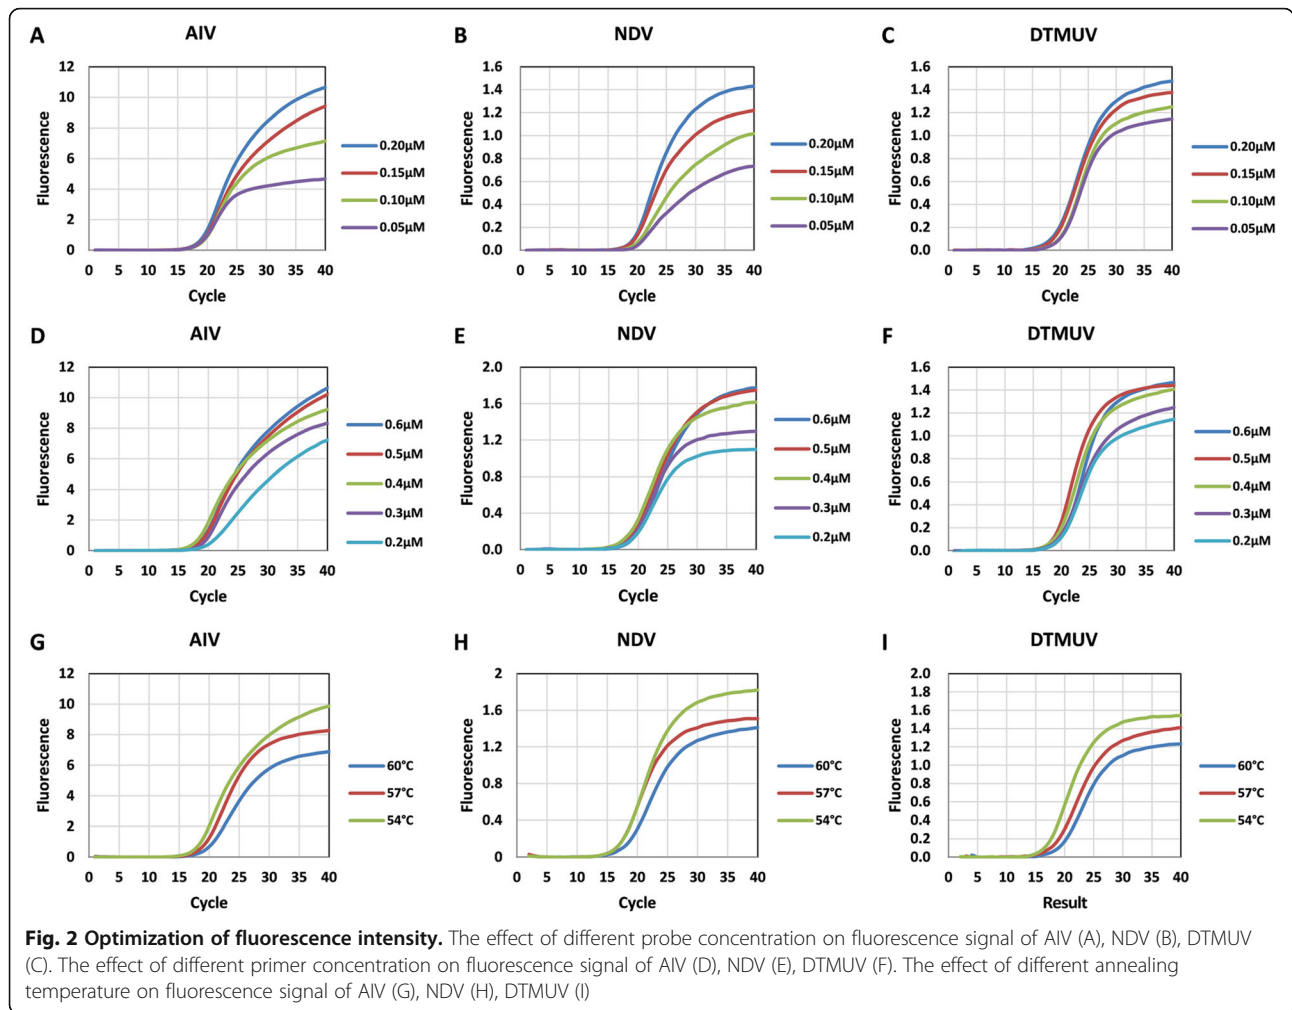 A
AIV
Fluorescence
12
10
8
6
4
2
0
0 5 10 15 20 25 30 35 40
Cycle
0.20μM
0.15μM
0.10μM
0.05μM
B
NDV
Fluorescence
1.6
1.4
1.2
1.0
0.8
0.6
0.4
0.2
0.0
0 5 10 15 20 25 30 35 40
Cycle
0.20μM
0.15μM
0.10μM
0.05μM
C
DTMUV
Fluorescence
1.6
1.4
1.2
1.0
0.8
0.6
0.4
0.2
0.0
0 5 10 15 20 25 30 35 40
Cycle
0.20μM
0.15μM
0.10μM
0.05μM
D
AIV
Fluorescence
12
10
8
6
4
2
0
0 5 10 15 20 25 30 35 40
Cycle
0.6μM
0.5μM
0.4μM
0.3μM
0.2μM
E
NDV
Fluorescence
2.0
1.6
1.2
0.8
0.4
0.0
0 5 10 15 20 25 30 35 40
Cycle
0.6μM
0.5μM
0.4μM
0.3μM
0.2μM
F
DTMUV
Fluorescence
1.6
1.4
1.2
1.0
0.8
0.6
0.4
0.2
0.0
0 5 10 15 20 25 30 35 40
Cycle
0.6μM
0.5μM
0.4μM
0.3μM
0.2μM
G
AIV
Fluorescence
12
10
8
6
4
2
0
0 5 10 15 20 25 30 35 40
Cycle
60°C
57°C
54°C
H
NDV
Fluorescence
2
1.6
1.2
0.8
0.4
0
0 5 10 15 20 25 30 35 40
Cycle
60°C
57°C
54°C
I
DTMUV
Fluorescence
2.0
1.8
1.6
1.4
1.2
1.0
0.8
0.6
0.4
0.2
0.0
0 5 10 15 20 25 30 35 40
Result
60°C
57°C
54°C
Fig. 2 Optimization of fluorescence intensity. The effect of different probe concentration on fluorescence signal of AIV (A), NDV (B), DTMUV
(C). The effect of different primer concentration on fluorescence signal of AIV (D), NDV (E), DTMUV (F). The effect of different annealing
temperature on fluorescence signal of AIV (G), NDV (H), DTMUV (I)